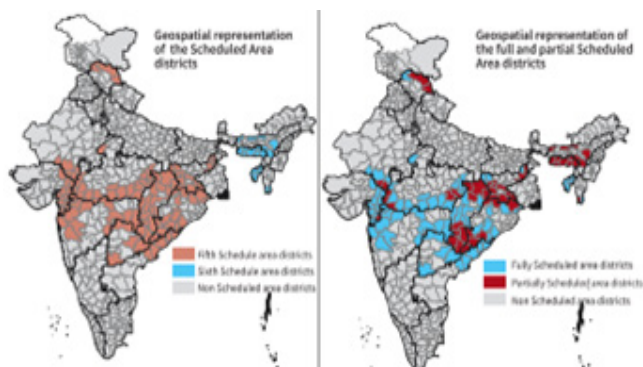 Geospatial representation
of the Scheduled Area
districts
Fifth Schedule area districts
Sixth Schedule area districts
Non Scheduled area districts
Geospatial representation of
the full and partial Scheduled
Area districts
Fully Scheduled area districts
Partially Scheduled area districts
Non Scheduled area districts